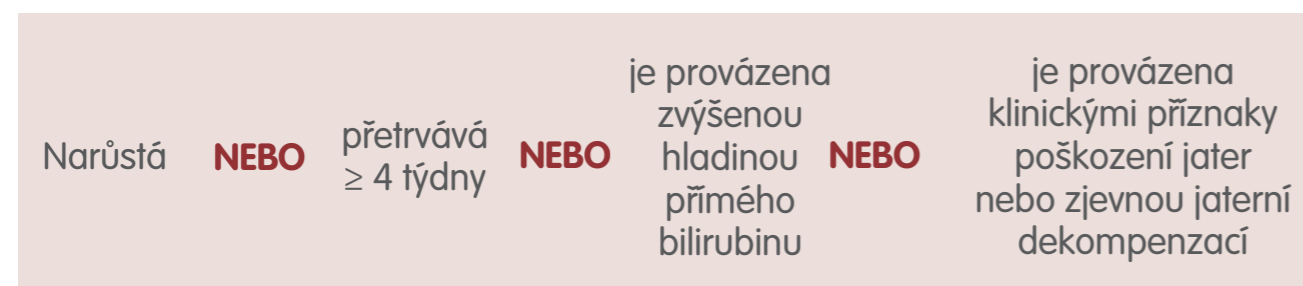 Narůstá
NEBO
přetrvává
≥ 4 týdny
NEBO
je provázena
zvýšenou
hladinou
přímého
bilirubinu
NEBO
je provázena
klinickými příznaky
poškození jater
nebo zjevnou jaterní
dekompenzací